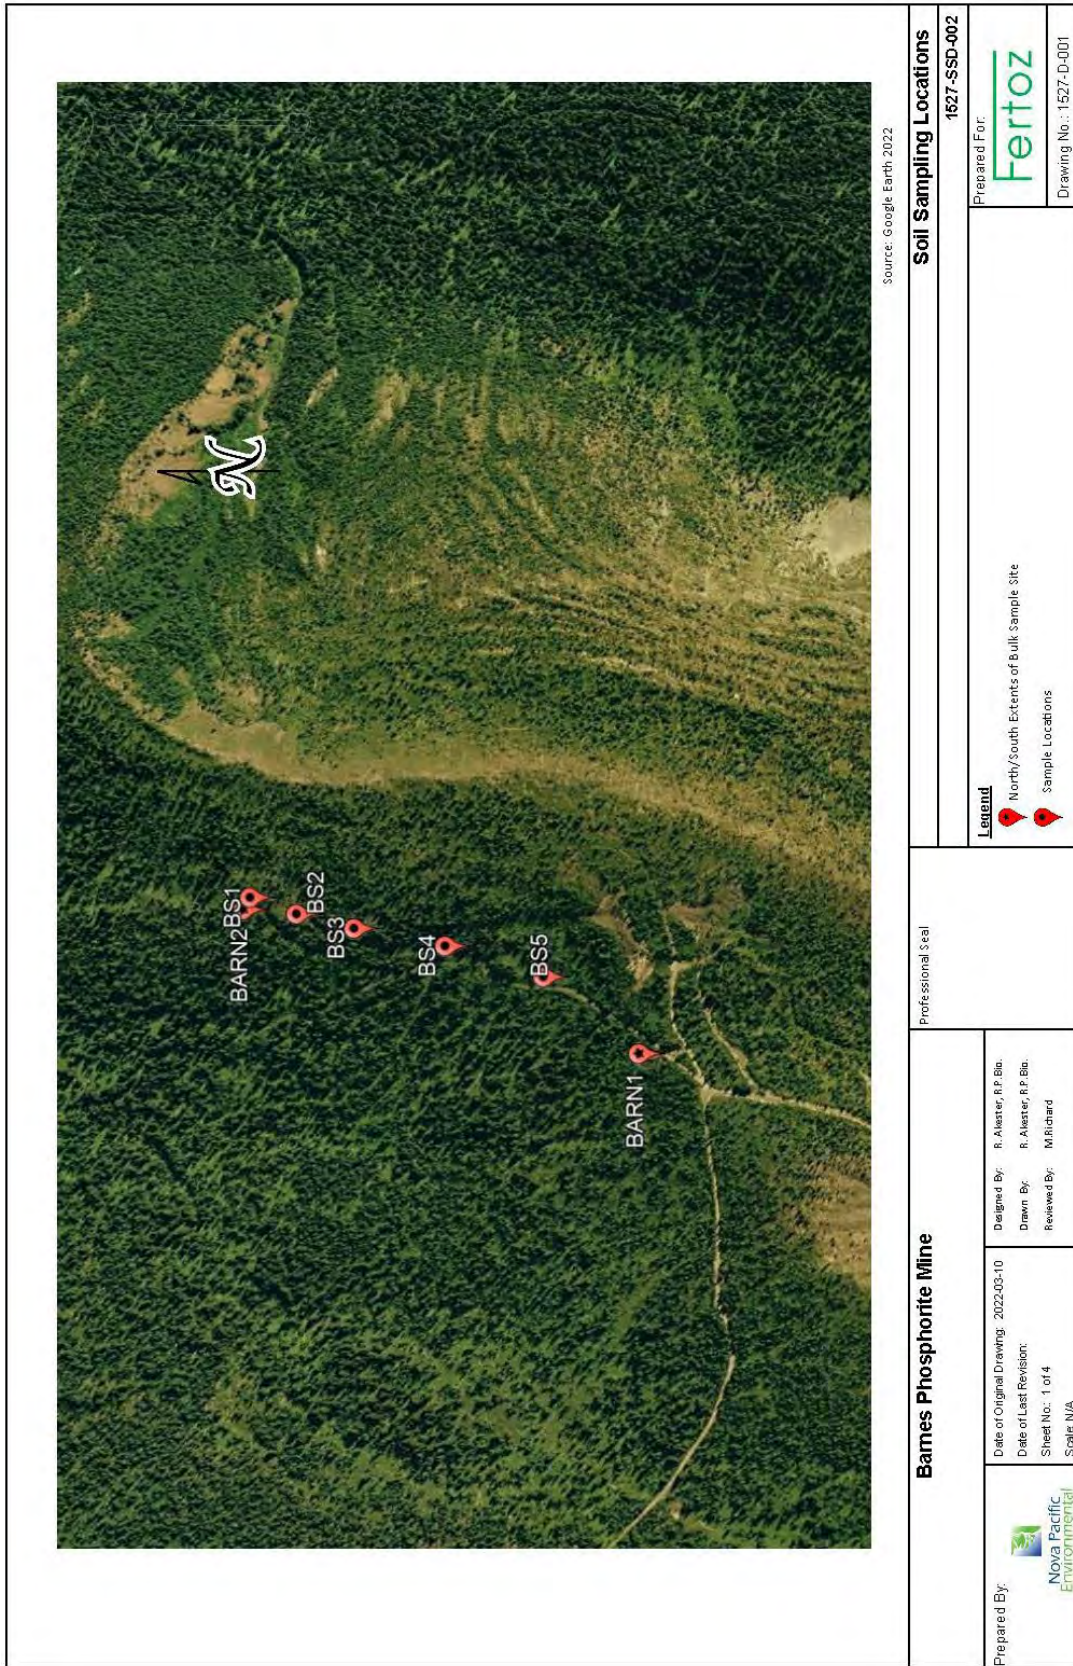 N
BARN2
BS1
BS2
BS3
BS4
BS5
BARN1
Source: Google Earth 2022
Barnes Phosphorite Mine
Professional Seal
Soil Sampling Locations
1527-SSD-002
Prepared By:
Nova Pacific
Environmental
Date of Original Drawing: 2022-03-10
Date of Last Revision:
Sheet No.: 1 of 4
Scale: N/A
Designed By: R. Akester, R.P.Bio.
Drawn By: R. Akester, R.P.Bio.
Reviewed By: M.Richard
Legend
North/South Extents of Bulk Sample Site
Sample Locations
Prepared For:
Fertoz
Drawing No.: 1527-D-001